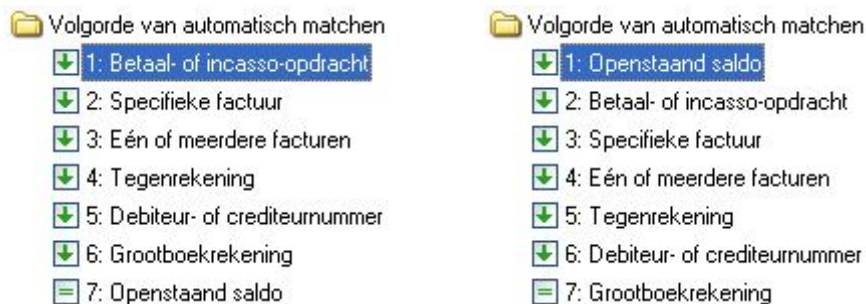 Volgorde van automatisch matchen
1: Betaal- of incasso-opdracht
2: Specifieke factuur
3: Eén of meerdere facturen
4: Tegenrekening
5: Debiteur- of crediteurnummer
6: Grootboekrekening
7: Openstaand saldo
Volgorde van automatisch matchen
1: Openstaand saldo
2: Betaal- of incasso-opdracht
3: Specifieke factuur
4: Eén of meerdere facturen
5: Tegenrekening
6: Debiteur- of crediteurnummer
7: Grootboekrekening